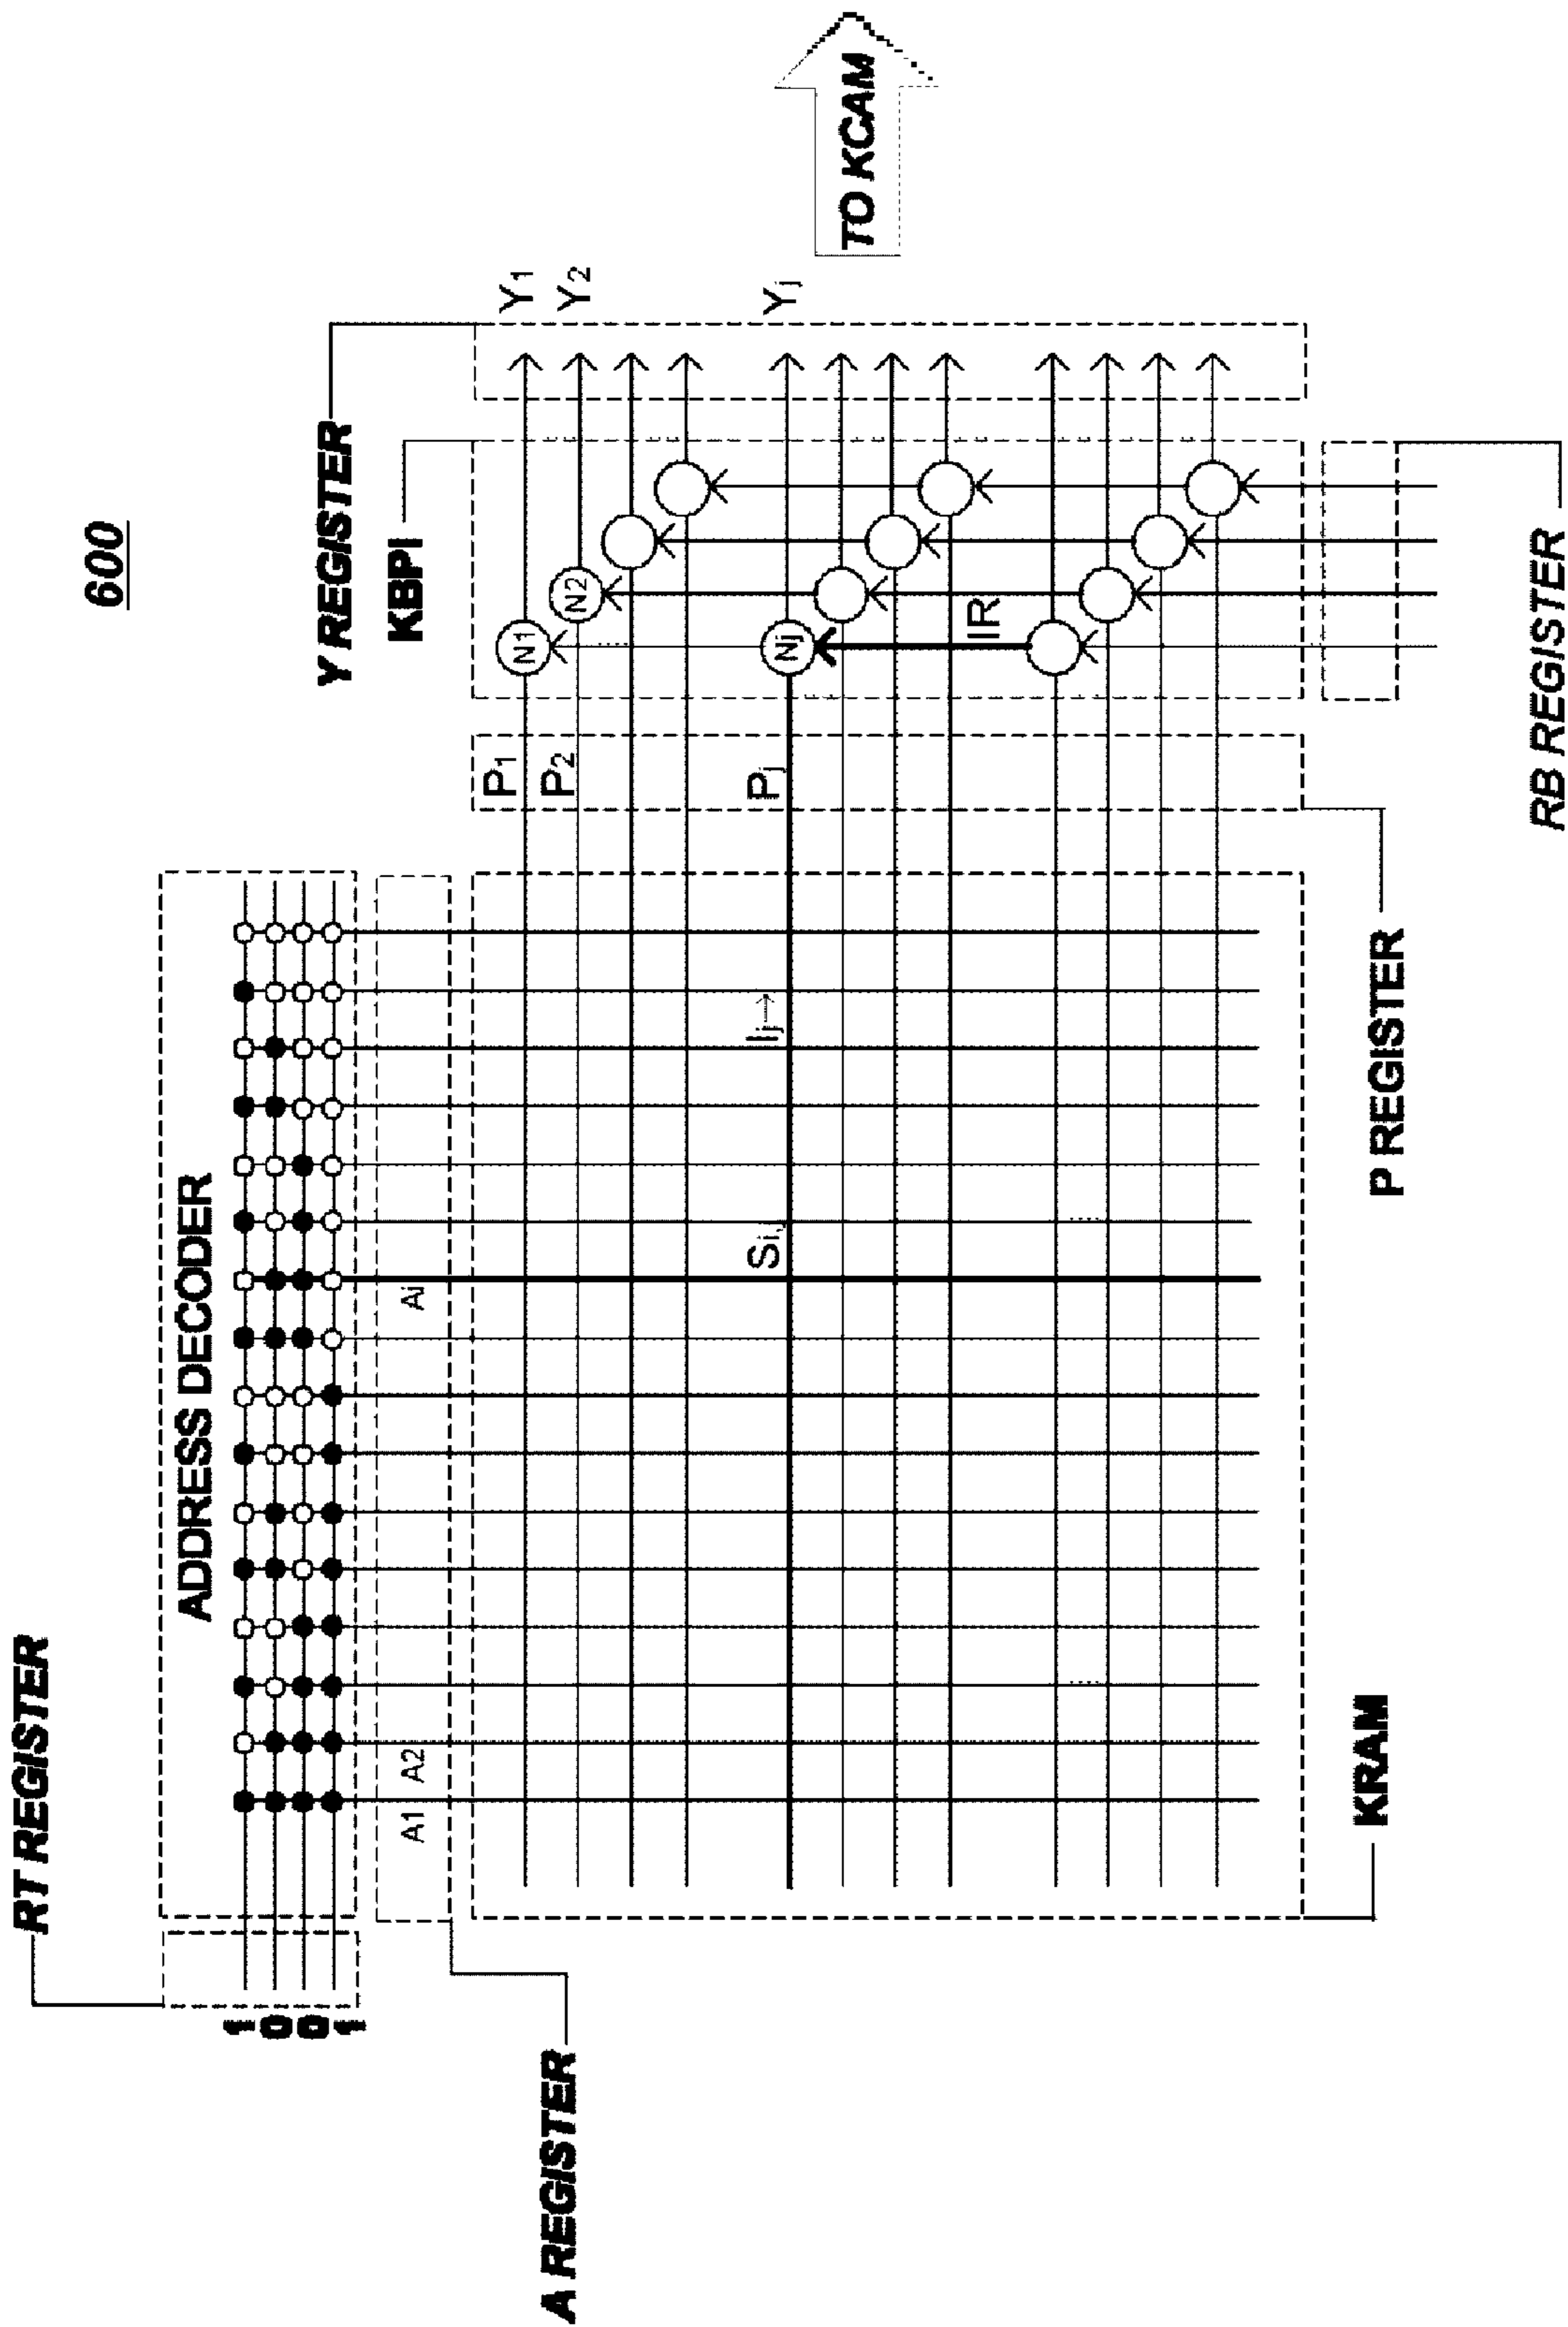 600
RT REGISTER
ADDRESS DECODER
1
0
0
1
A REGISTER
A1
A2
Ai
Y REGISTER
KBPI
P1
P2
Pj
N1
N2
Nj
Y1
Y2
Yj
Si,j
Ij→
IR
TO KCAM
KRAM
P REGISTER
RB REGISTER